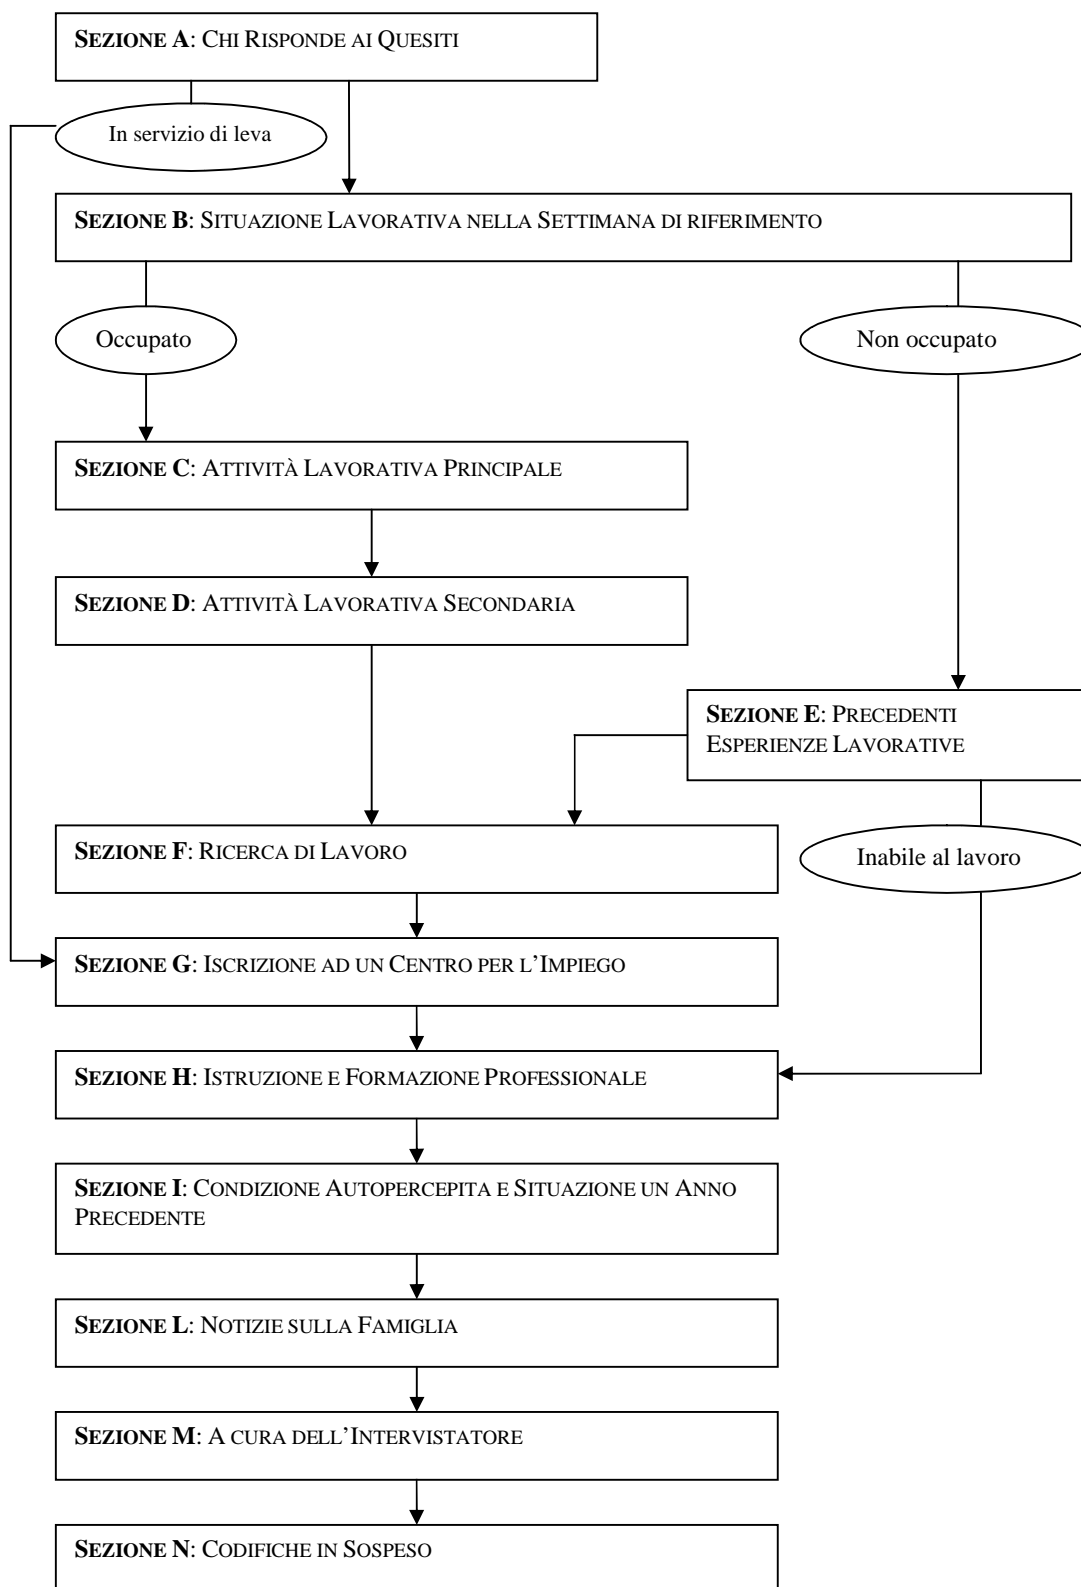 SEZIONE A: CHI RISPONDE AI QUESITI
In servizio di leva
SEZIONE B: SITUAZIONE LAVORATIVA NELLA SETTIMANA DI RIFERIMENTO
Occupato
Non occupato
SEZIONE C: ATTIVITÀ LAVORATIVA PRINCIPALE
SEZIONE D: ATTIVITÀ LAVORATIVA SECONDARIA
SEZIONE E: PRECEDENTI
ESPERIENZE LAVORATIVE
SEZIONE F: RICERCA DI LAVORO
Inabile al lavoro
SEZIONE G: ISCRIZIONE AD UN CENTRO PER L'IMPIEGO
SEZIONE H: ISTRUZIONE E FORMAZIONE PROFESSIONALE
SEZIONE I: CONDIZIONE AUTOPERCEPITA E SITUAZIONE UN ANNO
PRECEDENTE
SEZIONE L: NOTIZIE SULLA FAMIGLIA
SEZIONE M: A CURA DELL'INTERVISTATORE
SEZIONE N: CODIFICHE IN SOSPESO